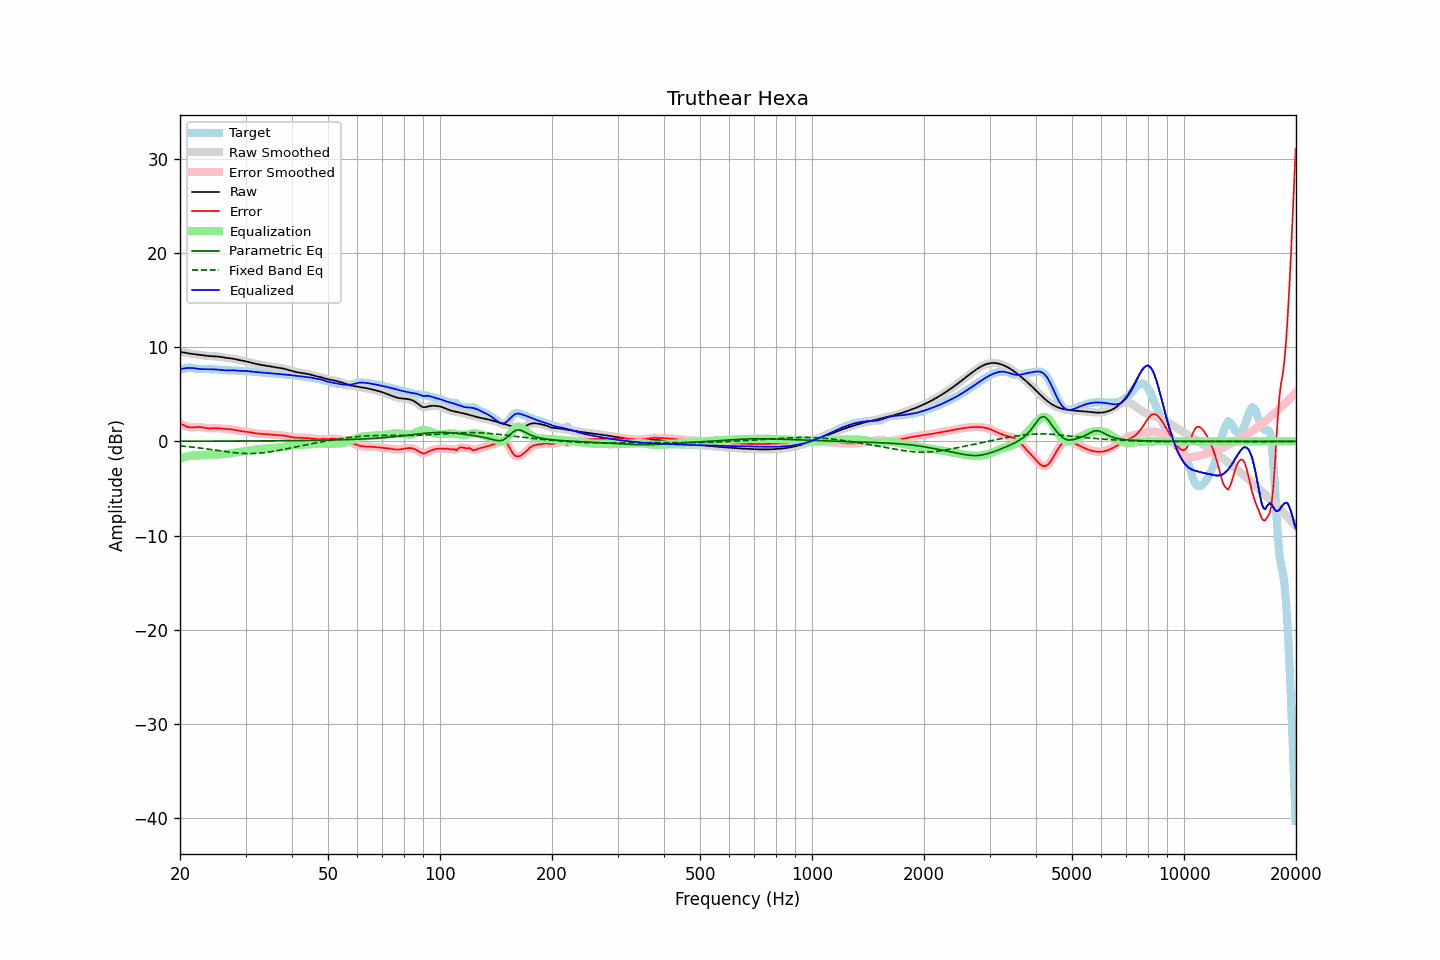 Truthear Hexa
Target
Raw Smoothed
Error Smoothed
Raw
Error
Equalization
Parametric Eq
Fixed Band Eq
Equalized
30
20
10
0
−10
−20
−30
−40
Amplitude (dBr)
20 50 100 200 500 1000 2000 5000 10000 20000
Frequency (Hz)